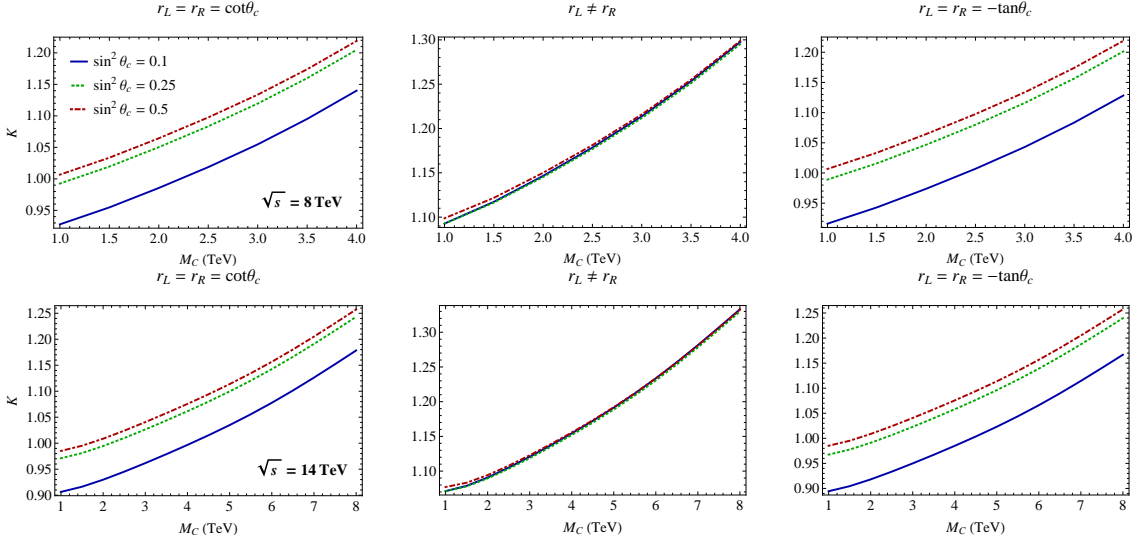 r_L = r_R = cotθ_c
r_L ≠ r_R
r_L = r_R = −tanθ_c
K
1.20
1.15
1.10
1.05
1.00
0.95
sin² θ_c = 0.1
sin² θ_c = 0.25
sin² θ_c = 0.5
√s = 8 TeV
1.0 1.5 2.0 2.5 3.0 3.5 4.0
M_C (TeV)
1.30
1.25
1.20
1.15
1.10
1.0 1.5 2.0 2.5 3.0 3.5 4.0
M_C (TeV)
1.20
1.15
1.10
1.05
1.00
0.95
1.0 1.5 2.0 2.5 3.0 3.5 4.0
M_C (TeV)
r_L = r_R = cotθ_c
r_L ≠ r_R
r_L = r_R = −tanθ_c
K
1.25
1.20
1.15
1.10
1.05
1.00
0.95
0.90
√s = 14 TeV
1 2 3 4 5 6 7 8
M_C (TeV)
1.30
1.25
1.20
1.15
1.10
1 2 3 4 5 6 7 8
M_C (TeV)
1.25
1.20
1.15
1.10
1.05
1.00
0.95
0.90
1 2 3 4 5 6 7 8
M_C (TeV)